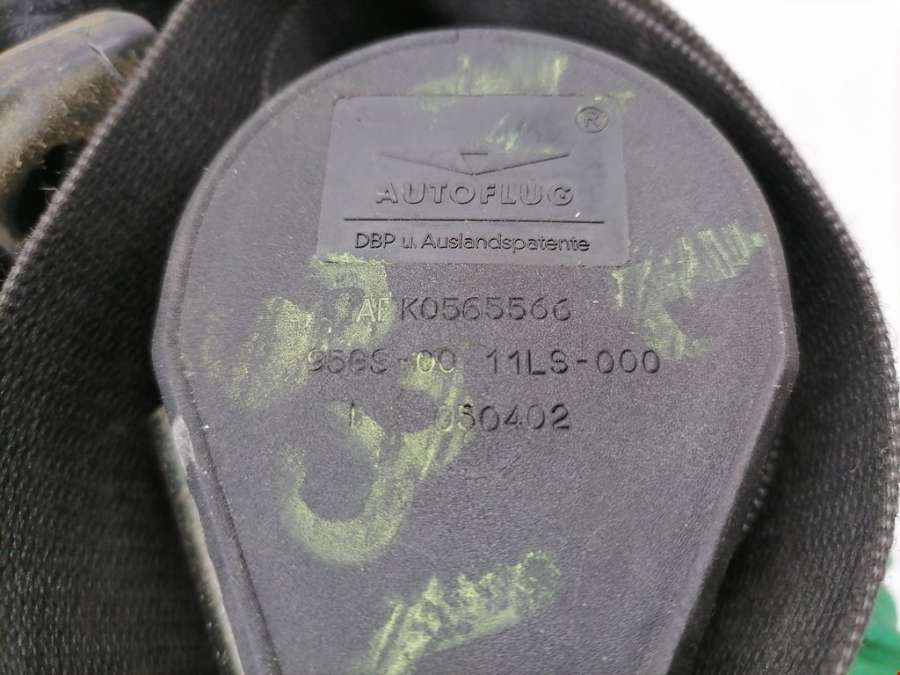 ®
AUTOFLUG
DBP u. Auslandspatente
K0565566
11LS-000
050402